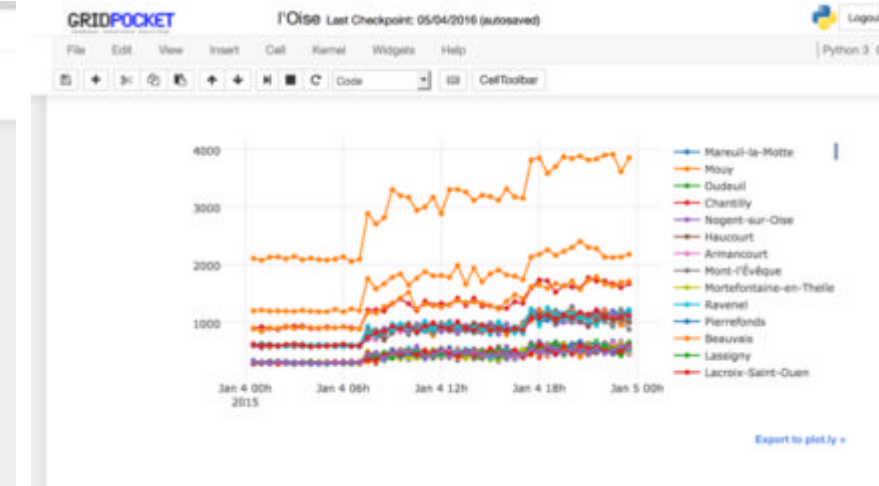 GRIDPOCKET
l'Oise Last Checkpoint: 05/04/2016 (autosaved)
Logout
File Edit View Insert Cell Kernel Widgets Help
Python 3
Code
CellToolbar
4000
3000
2000
1000
Jan 4 00h
2015
Jan 4 06h
Jan 4 12h
Jan 4 18h
Jan 5 00h
Mareuil-la-Motte
Mouy
Oudeuil
Chantilly
Nogent-sur-Oise
Haucourt
Armancourt
Mont-l'Évêque
Mortefontaine-en-Thelle
Ravenel
Pierrefonds
Beauvais
Lassigny
Lacroix-Saint-Ouen
Export to plot.ly »